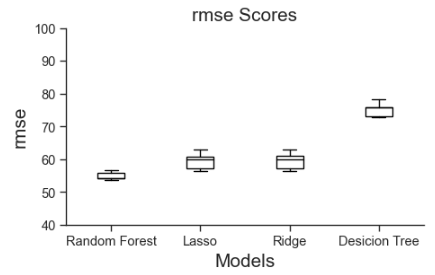 rmse Scores
100
90
80
70
60
50
40
rmse
Random Forest
Lasso
Ridge
Desicion Tree
Models